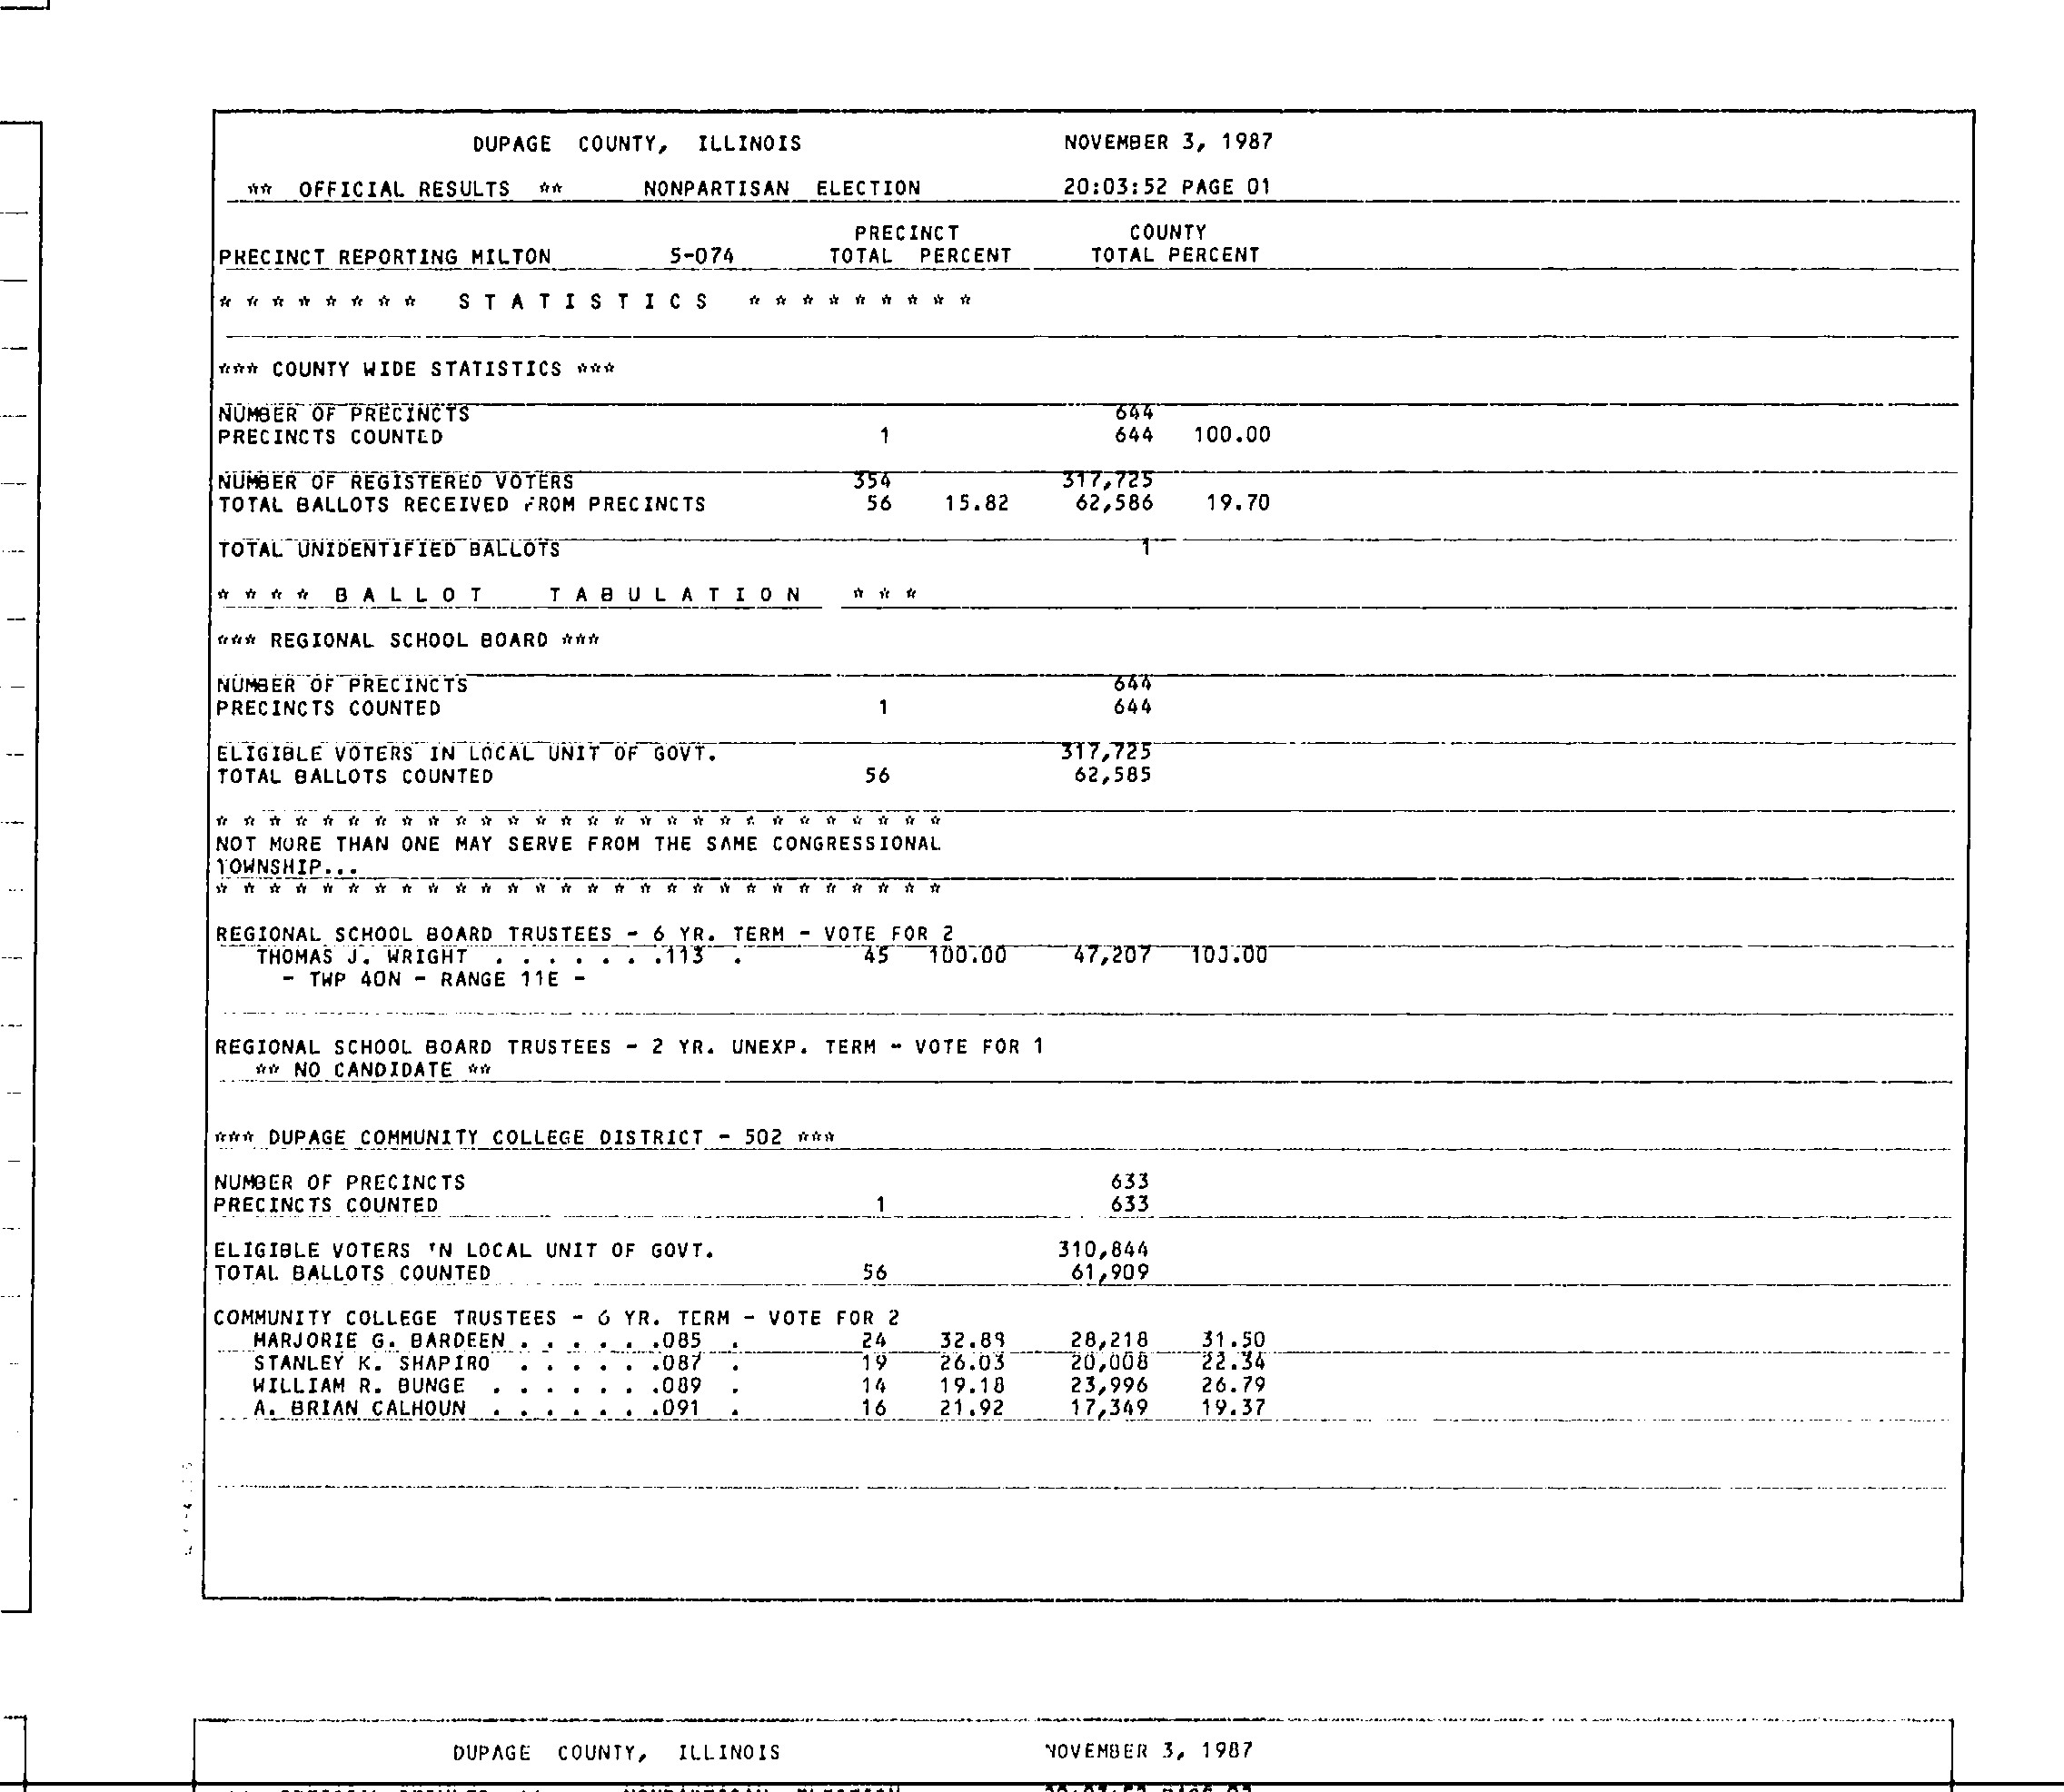 DUPAGE COUNTY, ILLINOIS NOVEMBER 3, 1987
** OFFICIAL RESULTS ** NONPARTISAN ELECTION 20:03:52 PAGE 01
PRECINCT COUNTY
PRECINCT REPORTING MILTON 5-074 TOTAL PERCENT TOTAL PERCENT
* * * * * * * * S T A T I S T I C S * * * * * * * * *
*** COUNTY WIDE STATISTICS ***
NUMBER OF PRECINCTS 644
PRECINCTS COUNTED 1 644 100.00
NUMBER OF REGISTERED VOTERS 354 317,725
TOTAL BALLOTS RECEIVED FROM PRECINCTS 56 15.82 62,586 19.70
TOTAL UNIDENTIFIED BALLOTS 1
* * * * B A L L O T T A B U L A T I O N * * *
*** REGIONAL SCHOOL BOARD ***
NUMBER OF PRECINCTS 644
PRECINCTS COUNTED 1 644
ELIGIBLE VOTERS IN LOCAL UNIT OF GOVT. 317,725
TOTAL BALLOTS COUNTED 56 62,585
* * * * * * * * * * * * * * * * * * * * * * * * * * * *
NOT MORE THAN ONE MAY SERVE FROM THE SAME CONGRESSIONAL
TOWNSHIP...
* * * * * * * * * * * * * * * * * * * * * * * * * * * *
REGIONAL SCHOOL BOARD TRUSTEES - 6 YR. TERM - VOTE FOR 2
THOMAS J. WRIGHT . . . . . . .113 . 45 100.00 47,207 100.00
- TWP 40N - RANGE 11E -
REGIONAL SCHOOL BOARD TRUSTEES - 2 YR. UNEXP. TERM - VOTE FOR 1
** NO CANDIDATE **
*** DUPAGE COMMUNITY COLLEGE DISTRICT - 502 ***
NUMBER OF PRECINCTS 633
PRECINCTS COUNTED 1 633
ELIGIBLE VOTERS IN LOCAL UNIT OF GOVT. 310,844
TOTAL BALLOTS COUNTED 56 61,909
COMMUNITY COLLEGE TRUSTEES - 6 YR. TERM - VOTE FOR 2
MARJORIE G. BARDEEN . . . . . .085 . 24 32.89 28,218 31.50
STANLEY K. SHAPIRO . . . . . .087 . 19 26.03 20,008 22.34
WILLIAM R. BUNGE . . . . . . .089 . 14 19.18 23,996 26.79
A. BRIAN CALHOUN . . . . . . .091 . 16 21.92 17,349 19.37
DUPAGE COUNTY, ILLINOIS NOVEMBER 3, 1987